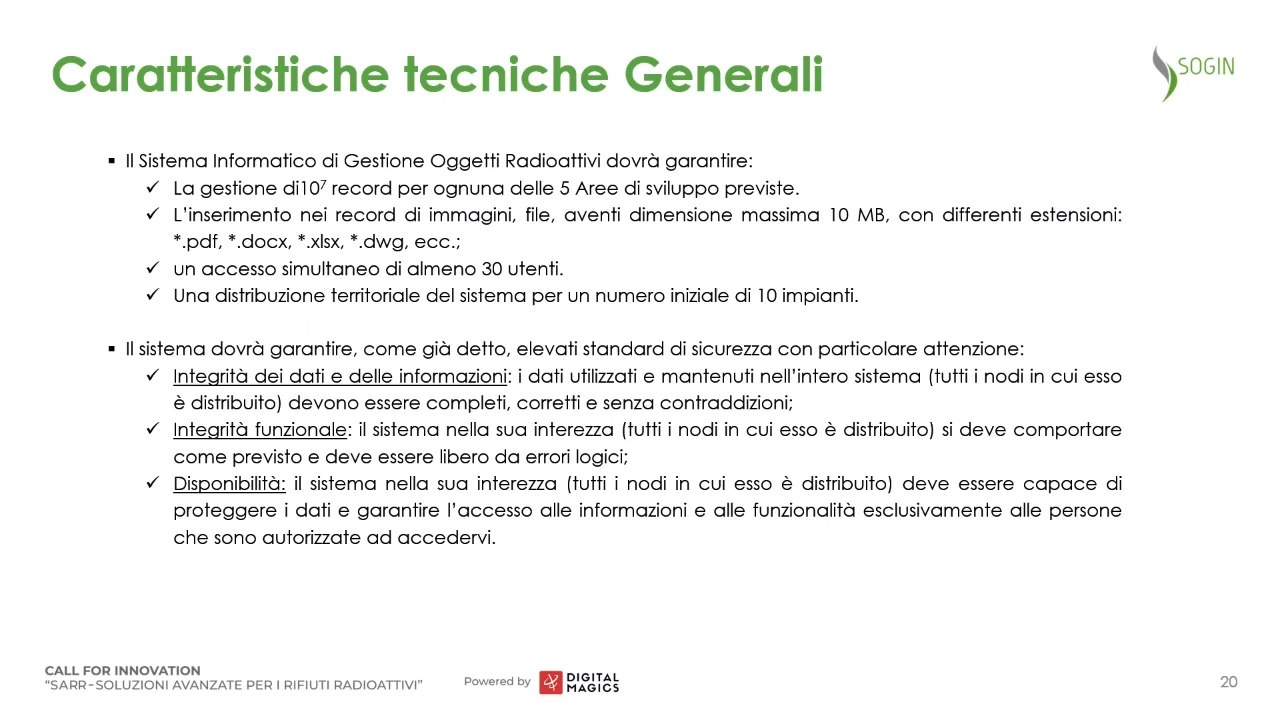 Caratteristiche tecniche Generali
SOGIN
▪ Il Sistema Informatico di Gestione Oggetti Radioattivi dovrà garantire:
✓ La gestione di10⁷ record per ognuna delle 5 Aree di sviluppo previste.
✓ L’inserimento nei record di immagini, file, aventi dimensione massima 10 MB, con differenti estensioni:
*.pdf, *.docx, *.xlsx, *.dwg, ecc.;
✓ un accesso simultaneo di almeno 30 utenti.
✓ Una distribuzione territoriale del sistema per un numero iniziale di 10 impianti.
▪ Il sistema dovrà garantire, come già detto, elevati standard di sicurezza con particolare attenzione:
✓ Integrità dei dati e delle informazioni: i dati utilizzati e mantenuti nell’intero sistema (tutti i nodi in cui esso
è distribuito) devono essere completi, corretti e senza contraddizioni;
✓ Integrità funzionale: il sistema nella sua interezza (tutti i nodi in cui esso è distribuito) si deve comportare
come previsto e deve essere libero da errori logici;
✓ Disponibilità: il sistema nella sua interezza (tutti i nodi in cui esso è distribuito) deve essere capace di
proteggere i dati e garantire l’accesso alle informazioni e alle funzionalità esclusivamente alle persone
che sono autorizzate ad accedervi.
CALL FOR INNOVATION
“SARR-SOLUZIONI AVANZATE PER I RIFIUTI RADIOATTIVI”
Powered by
DIGITAL
MAGICS
20